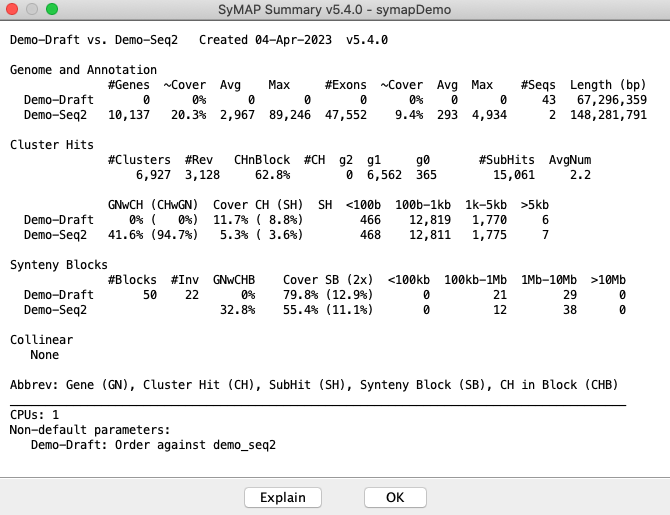 SyMAP Summary v5.4.0 - symapDemo
Demo-Draft vs. Demo-Seq2   Created 04-Apr-2023  v5.4.0
Genome and Annotation
#Genes  ~Cover  Avg    Max     #Exons  ~Cover  Avg  Max    #Seqs  Length (bp)
Demo-Draft       0      0%      0       0         0      0%    0      0       43   67,296,359
Demo-Seq2   10,137   20.3%  2,967  89,246    47,552    9.4%  293  4,934        2  148,281,791
Cluster Hits
#Clusters  #Rev  CHnBlock  #CH  g2  g1     g0       #SubHits  AvgNum
6,927  3,128     62.8%        0  6,562  365        15,061     2.2
GNwCH (CHwGN)  Cover CH (SH)  SH  <100b  100b-1kb  1k-5kb  >5kb
Demo-Draft     0% (   0%)  11.7% ( 8.8%)       466    12,819   1,770     6
Demo-Seq2   41.6% (94.7%)   5.3% ( 3.6%)       468    12,811   1,775     7
Synteny Blocks
#Blocks  #Inv  GNwCHB    Cover SB (2x)  <100kb  100kb-1Mb  1Mb-10Mb  >10Mb
Demo-Draft       50    22      0%    79.8% (12.9%)       0         21        29      0
Demo-Seq2                   32.8%    55.4% (11.1%)       0         12        38      0
Collinear
None
Abbrev: Gene (GN), Cluster Hit (CH), SubHit (SH), Synteny Block (SB), CH in Block (CHB)
CPUs: 1
Non-default parameters:
Demo-Draft: Order against demo_seq2
Explain OK